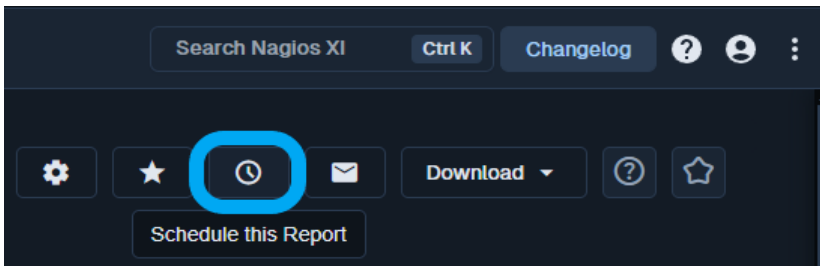 Search Nagios XI Ctrl K Changelog
Download
Schedule this Report